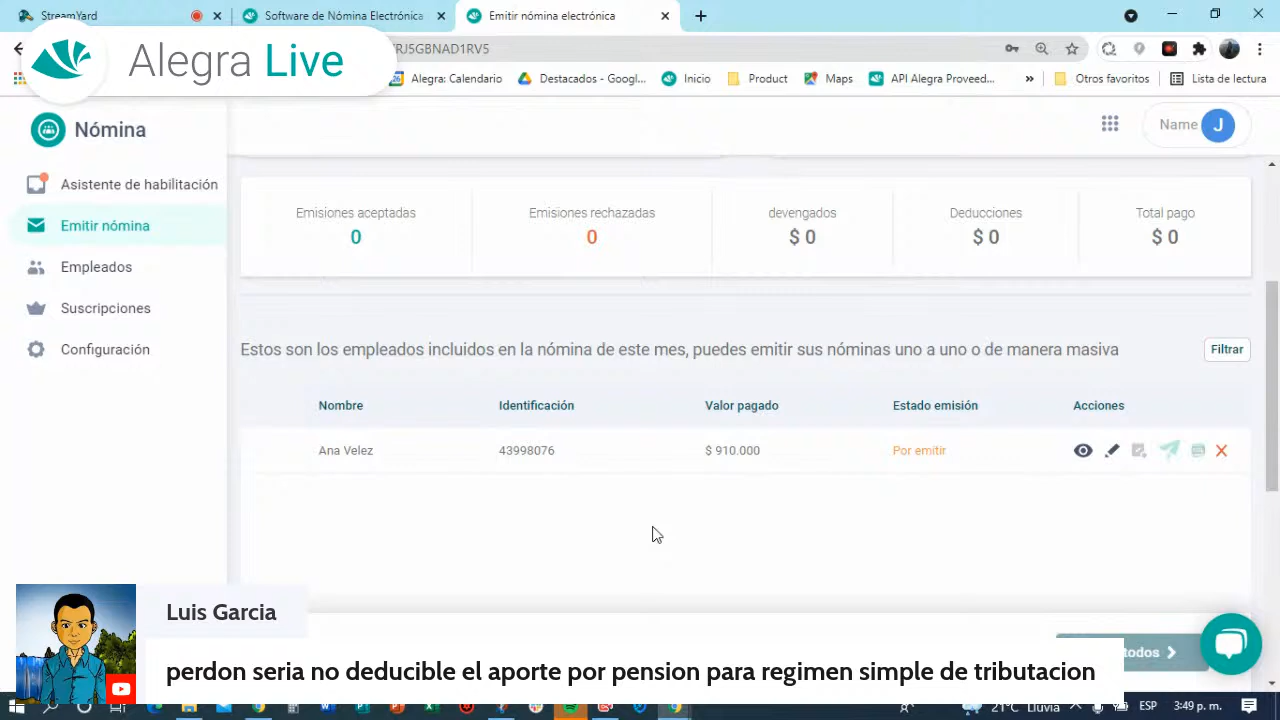 StreamYard
Software de Nómina Electrónica
Emitir nómina electrónica
Alegra Live
RJ5GBNAD1RV5
Alegra: Calendario
Destacados - Googl...
Inicio
Product
Maps
API Alegra Proveed...
»
Otros favoritos
Lista de lectura
Nómina
Name J
Asistente de habilitación
Emitir nómina
Empleados
Suscripciones
Configuración
Emisiones aceptadas
0
Emisiones rechazadas
0
devengados
$ 0
Deducciones
$ 0
Total pago
$ 0
Estos son los empleados incluidos en la nómina de este mes, puedes emitir sus nóminas uno a uno o de manera masiva
Filtrar
Nombre Identificación Valor pagado Estado emisión Acciones
Ana Velez 43998076 $ 910.000 Por emitir
todos
Luis Garcia
perdon seria no deducible el aporte por pension para regimen simple de tributacion
21°C Lluvia ESP 3:49 p. m.